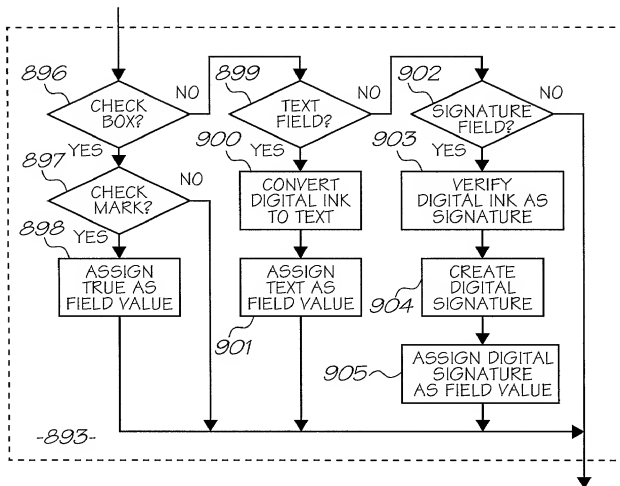 896
CHECK
BOX?
NO
YES
897
CHECK
MARK?
NO
YES
898
ASSIGN
TRUE AS
FIELD VALUE
899
TEXT
FIELD?
NO
YES
900
CONVERT
DIGITAL INK
TO TEXT
ASSIGN
TEXT AS
FIELD VALUE
901
902
SIGNATURE
FIELD?
NO
YES
903
VERIFY
DIGITAL INK AS
SIGNATURE
CREATE
DIGITAL
SIGNATURE
904
ASSIGN DIGITAL
SIGNATURE
AS FIELD VALUE
905
-893-